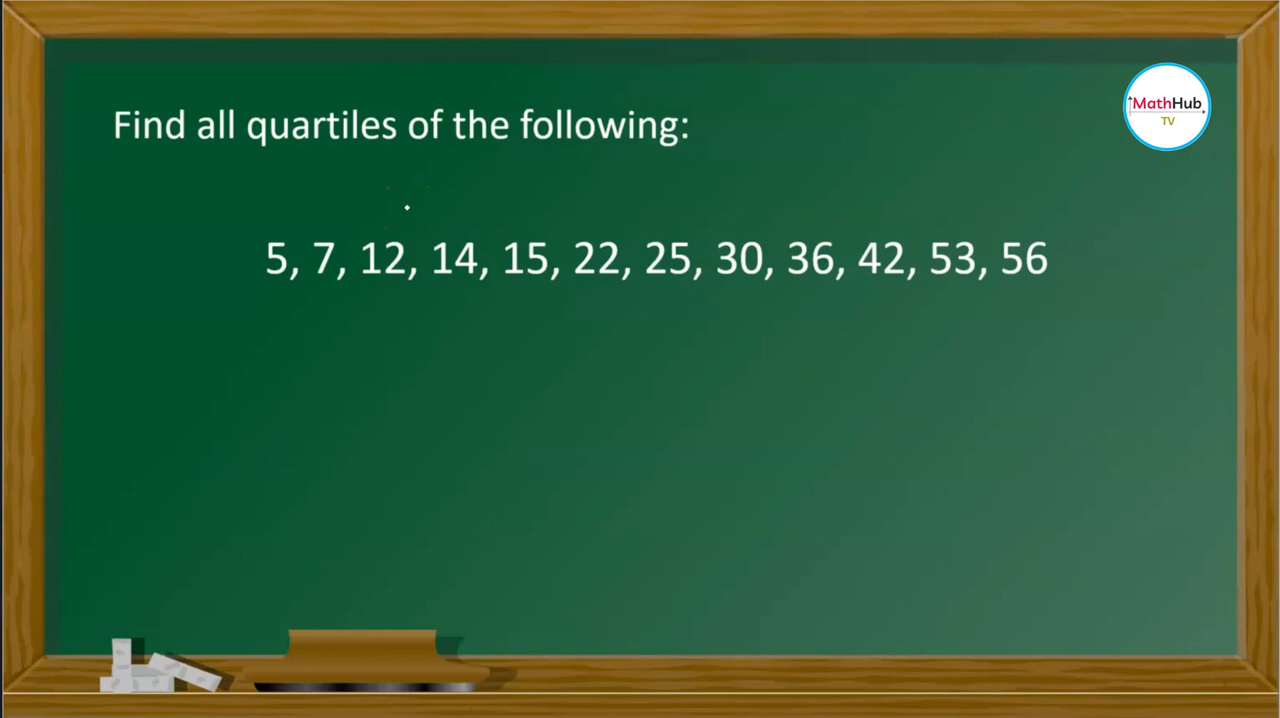 MathHub
TV
Find all quartiles of the following:
5, 7, 12, 14, 15, 22, 25, 30, 36, 42, 53, 56